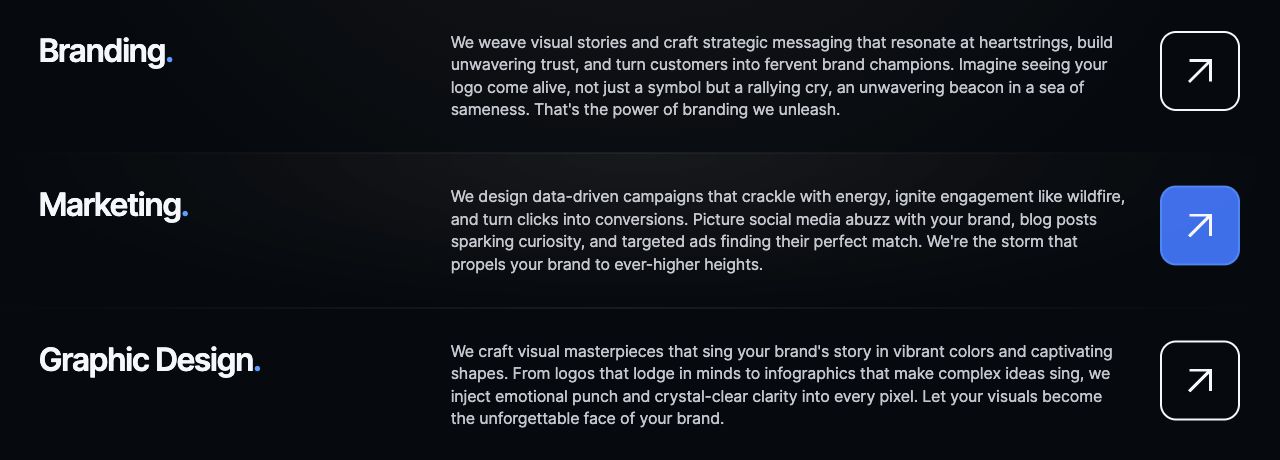 Branding.
We weave visual stories and craft strategic messaging that resonate at heartstrings, build
unwavering trust, and turn customers into fervent brand champions. Imagine seeing your
logo come alive, not just a symbol but a rallying cry, an unwavering beacon in a sea of
sameness. That's the power of branding we unleash.
Marketing.
We design data-driven campaigns that crackle with energy, ignite engagement like wildfire,
and turn clicks into conversions. Picture social media abuzz with your brand, blog posts
sparking curiosity, and targeted ads finding their perfect match. We're the storm that
propels your brand to ever-higher heights.
Graphic Design.
We craft visual masterpieces that sing your brand's story in vibrant colors and captivating
shapes. From logos that lodge in minds to infographics that make complex ideas sing, we
inject emotional punch and crystal-clear clarity into every pixel. Let your visuals become
the unforgettable face of your brand.